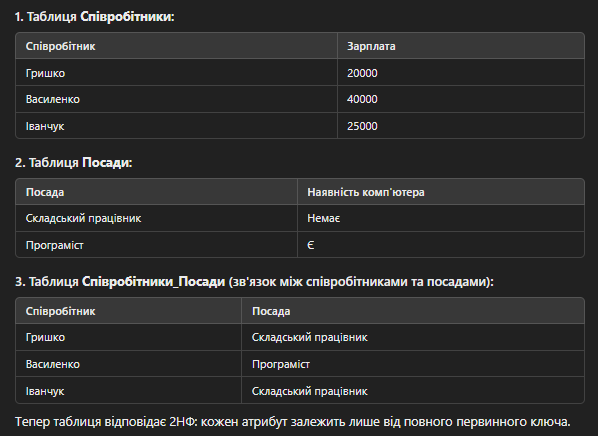 1. Таблиця Співробітники:
Співробітник Зарплата
Гришко 20000
Василенко 40000
Іванчук 25000
2. Таблиця Посади:
Посада Наявність комп'ютера
Складський працівник Немає
Програміст Є
3. Таблиця Співробітники_Посади (зв'язок між співробітниками та посадами):
Співробітник Посада
Гришко Складський працівник
Василенко Програміст
Іванчук Складський працівник
Тепер таблиця відповідає 2НФ: кожен атрибут залежить лише від повного первинного ключа.